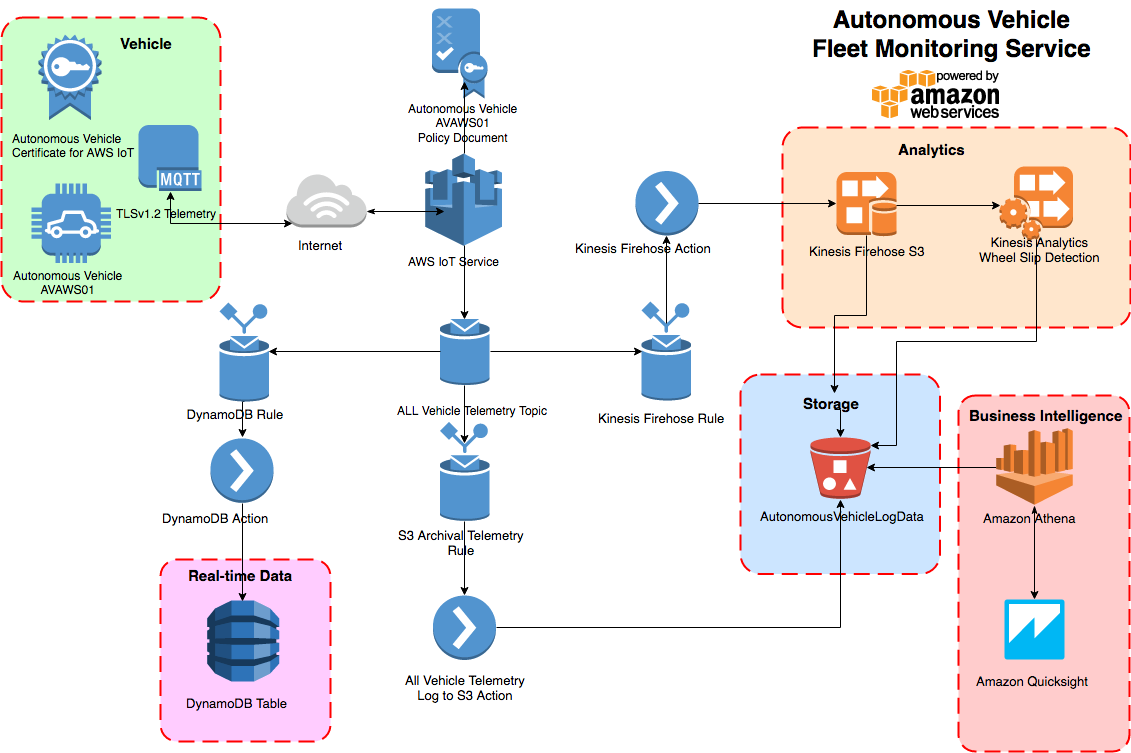 Autonomous Vehicle
Fleet Monitoring Service
powered by
amazon
web services
Vehicle
Autonomous Vehicle
Certificate for AWS IoT
MQTT
TLSv1.2 Telemetry
Autonomous Vehicle
AVAWS01
Internet
Autonomous Vehicle
AVAWS01
Policy Document
AWS IoT Service
Kinesis Firehose Action
Analytics
Kinesis Firehose S3
Kinesis Analytics
Wheel Slip Detection
DynamoDB Rule
ALL Vehicle Telemetry Topic
Kinesis Firehose Rule
DynamoDB Action
S3 Archival Telemetry
Rule
Storage
AutonomousVehicleLogData
Business Intelligence
Amazon Athena
Amazon Quicksight
Real-time Data
DynamoDB Table
All Vehicle Telemetry
Log to S3 Action